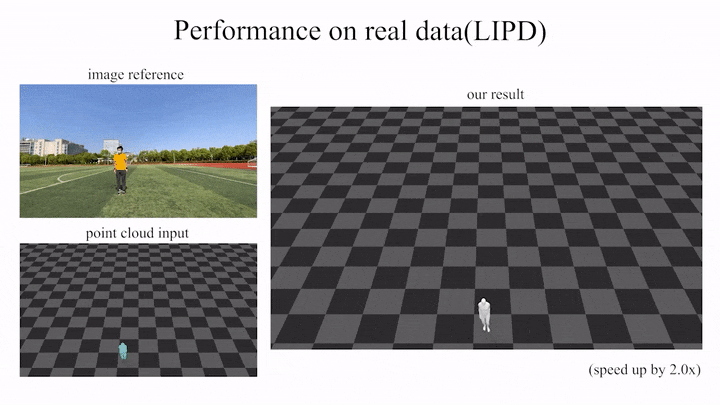 Performance on real data(LIPD)
image reference
our result
point cloud input
(speed up by 2.0x)